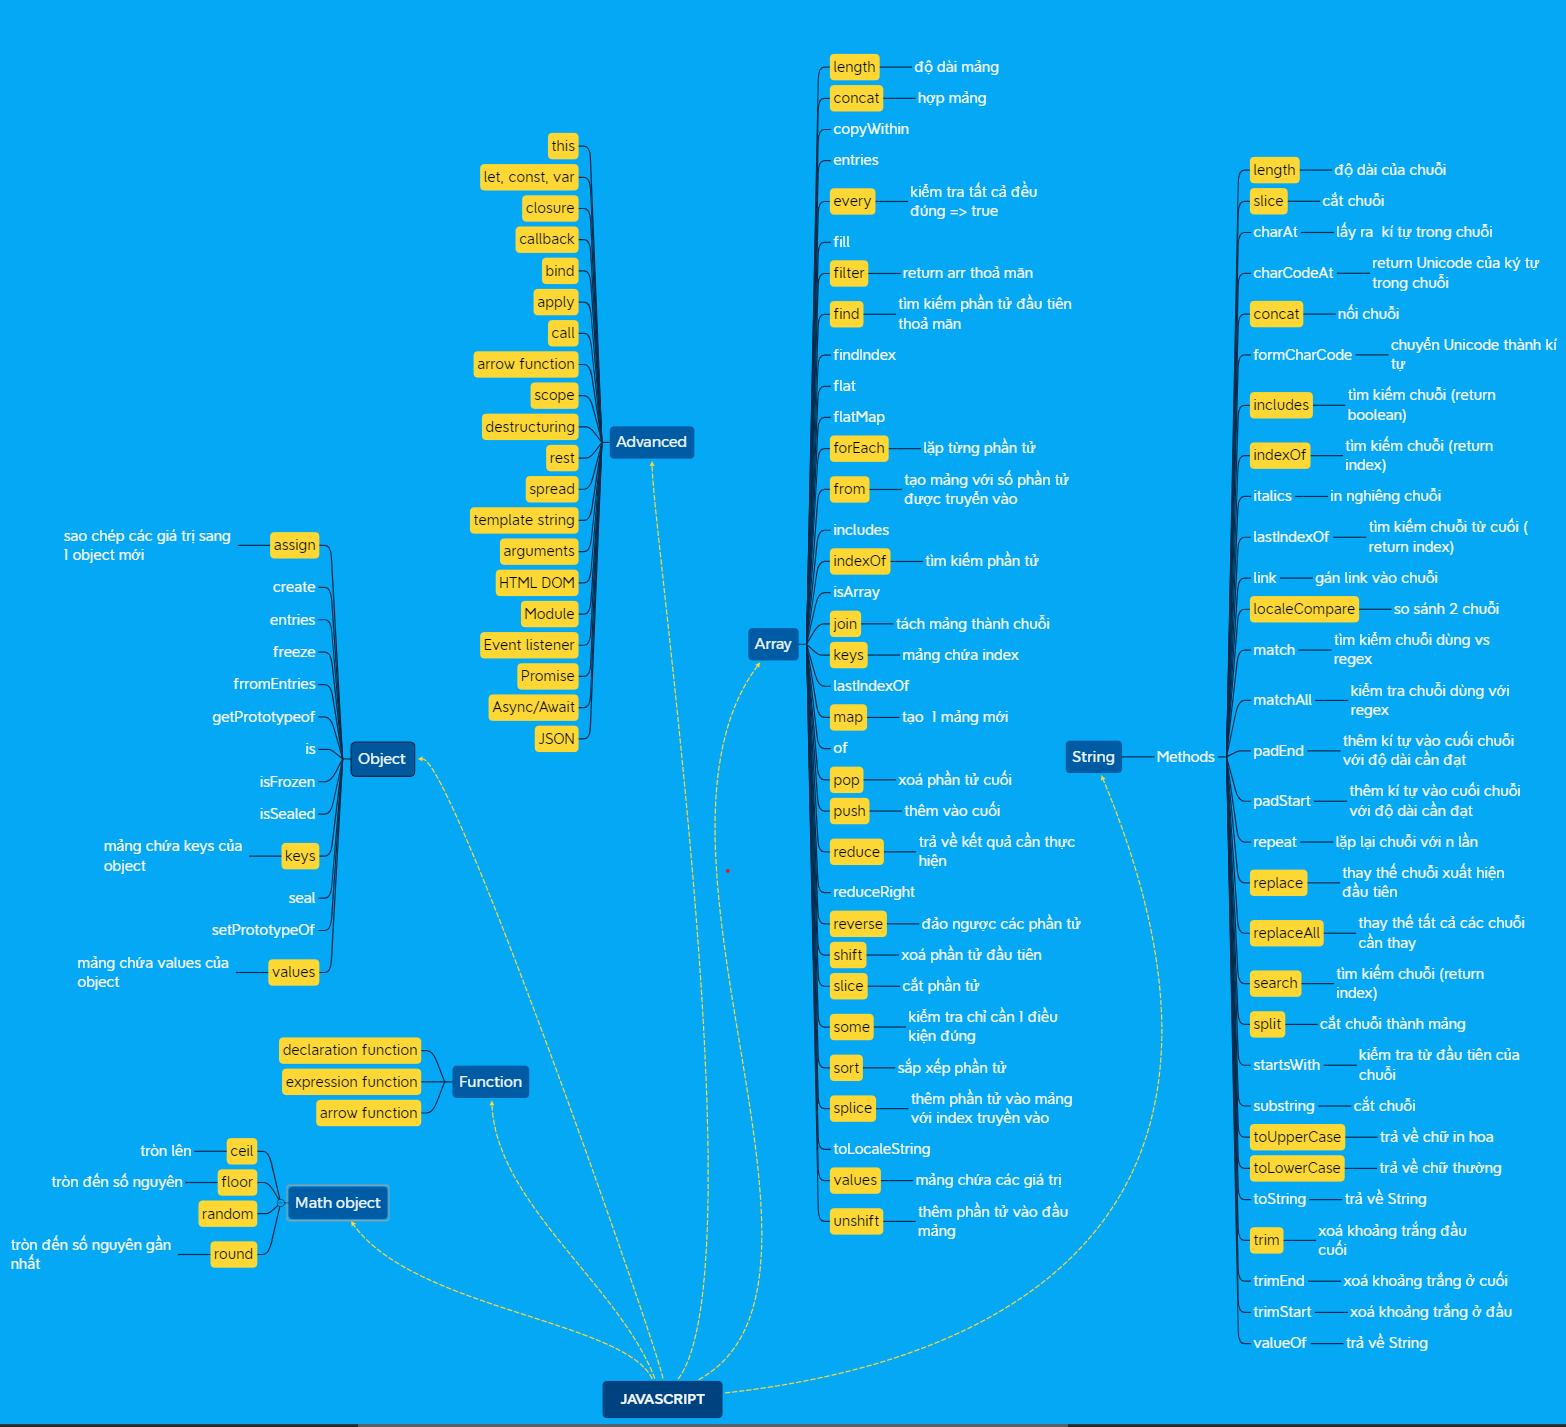 this
let, const, var
closure
callback
bind
apply
call
arrow function
scope
destructuring
rest
spread
template string
arguments
HTML DOM
Module
Event listener
Promise
Async/Await
JSON
Advanced
sao chép các giá trị sang
1 object mới
assign
create
entries
freeze
frromEntries
getPrototypeof
is
isFrozen
isSealed
mảng chứa keys của
object
keys
seal
setPrototypeOf
mảng chứa values của
object
values
Object
declaration function
expression function
arrow function
Function
tròn lên
ceil
tròn đến số nguyên
floor
random
tròn đến số nguyên gần
nhất
round
Math object
Array
length
độ dài mảng
concat
hợp mảng
copyWithin
entries
every
kiểm tra tất cả đều
đúng => true
fill
filter
return arr thoả mãn
find
tìm kiếm phần tử đầu tiên
thoả mãn
findIndex
flat
flatMap
forEach
lặp từng phần tử
from
tạo mảng với số phần tử
được truyền vào
includes
indexOf
tìm kiếm phần tử
isArray
join
tách mảng thành chuỗi
keys
mảng chứa index
lastIndexOf
map
tạo 1 mảng mới
of
pop
xoá phần tử cuối
push
thêm vào cuối
reduce
trả về kết quả cần thực
hiện
reduceRight
reverse
đảo ngược các phần tử
shift
xoá phần tử đầu tiên
slice
cắt phần tử
some
kiểm tra chỉ cần 1 điều
kiện đúng
sort
sắp xếp phần tử
splice
thêm phần tử vào mảng
với index truyền vào
toLocaleString
values
mảng chứa các giá trị
unshift
thêm phần tử vào đầu
mảng
String
Methods
length
độ dài của chuỗi
slice
cắt chuỗi
charAt
lấy ra kí tự trong chuỗi
charCodeAt
return Unicode của ký tự
trong chuỗi
concat
nối chuỗi
formCharCode
chuyển Unicode thành kí
tự
includes
tìm kiếm chuỗi (return
boolean)
indexOf
tìm kiếm chuỗi (return
index)
italics
in nghiêng chuỗi
lastIndexOf
tìm kiếm chuỗi từ cuối (
return index)
link
gán link vào chuỗi
localeCompare
so sánh 2 chuỗi
match
tìm kiếm chuỗi dùng vs
regex
matchAll
kiểm tra chuỗi dùng với
regex
padEnd
thêm kí tự vào cuối chuỗi
với độ dài cần đạt
padStart
thêm kí tự vào cuối chuỗi
với độ dài cần đạt
repeat
lặp lại chuỗi với n lần
replace
thay thế chuỗi xuất hiện
đầu tiên
replaceAll
thay thế tất cả các chuỗi
cần thay
search
tìm kiếm chuỗi (return
index)
split
cắt chuỗi thành mảng
startsWith
kiểm tra từ đầu tiên của
chuỗi
substring
cắt chuỗi
toUpperCase
trả về chữ in hoa
toLowerCase
trả về chữ thường
toString
trả về String
trim
xoá khoảng trắng đầu
cuối
trimEnd
xoá khoảng trắng ở cuối
trimStart
xoá khoảng trắng ở đầu
valueOf
trả về String
JAVASCRIPT